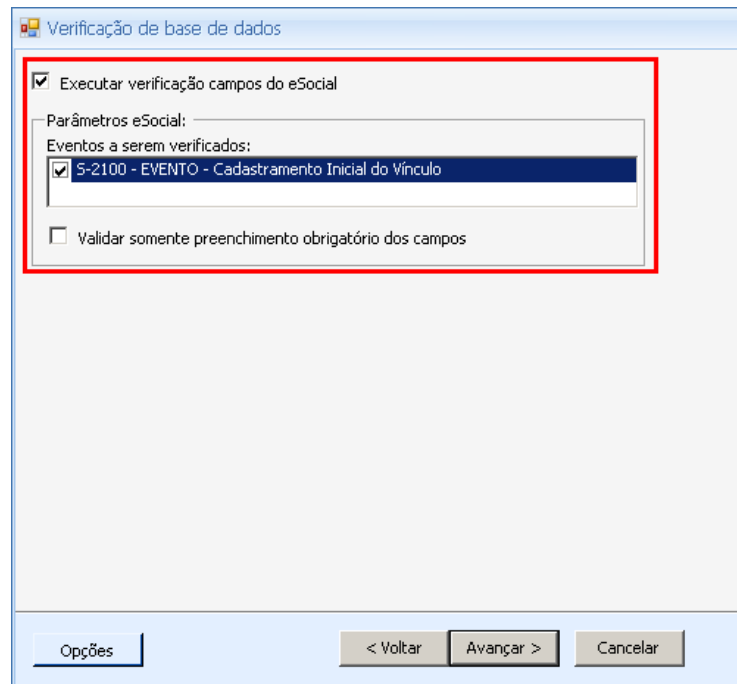 Verificação de base de dados
Executar verificação campos do eSocial
Parâmetros eSocial:
Eventos a serem verificados:
S-2100 - EVENTO - Cadastramento Inicial do Vínculo
Validar somente preenchimento obrigatório dos campos
Opções
< Voltar
Avançar >
Cancelar